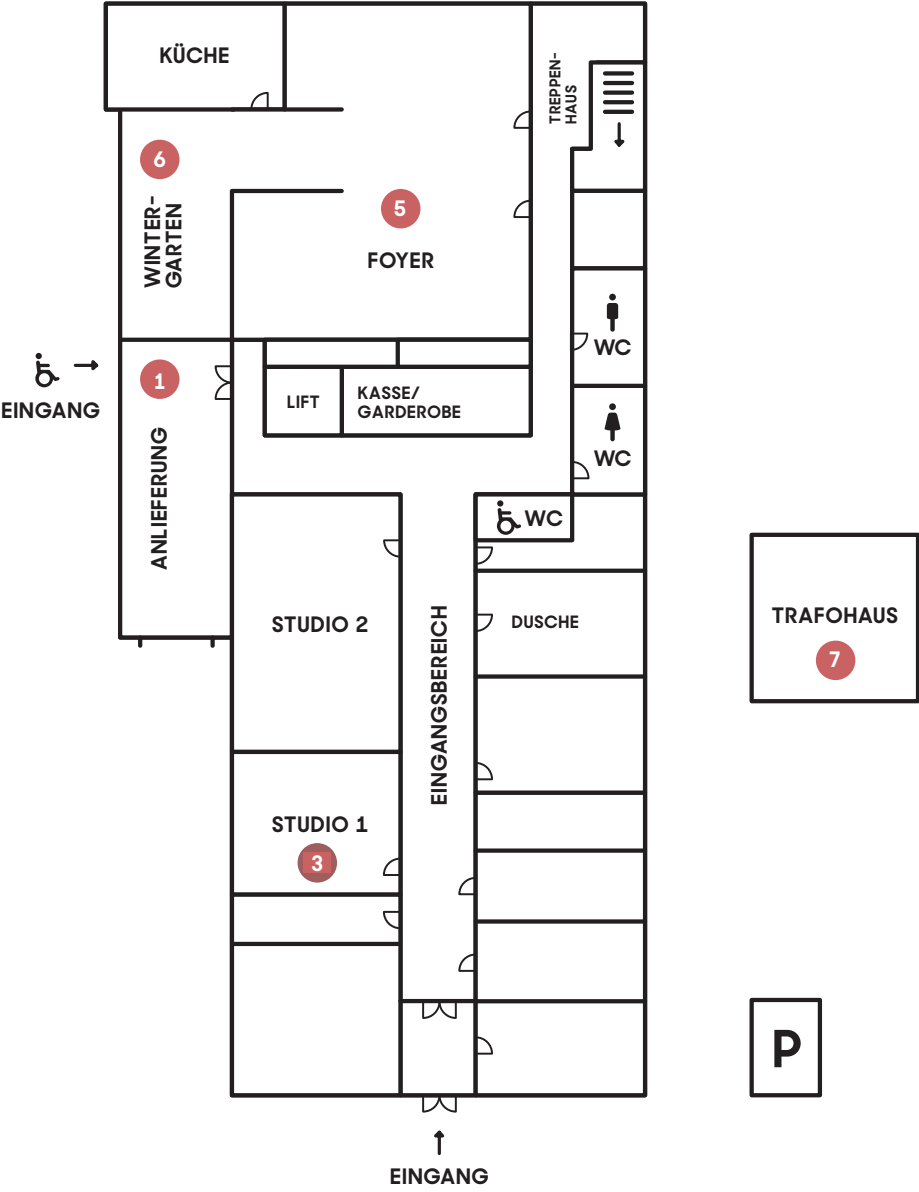 KÜCHE
TREPPEN-
HAUS
6
WINTER-
GARTEN
5
FOYER
WC
EINGANG
1
LIFT
KASSE/
GARDEROBE
ANLIEFERUNG
WC
WC
STUDIO 2
EINGANGSBEREICH
DUSCHE
TRAFOHAUS
7
STUDIO 1
3
P
EINGANG